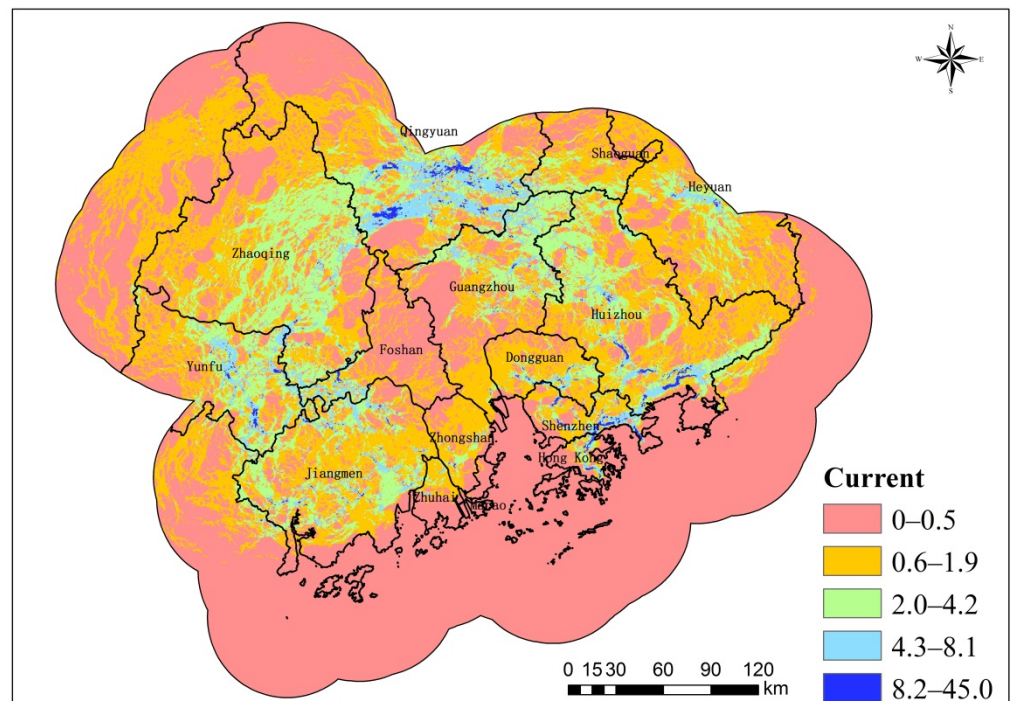 N
W E
S
Qingyuan
Shaoguan
Heyuan
Zhaoqing
Guangzhou
Huizhou
Foshan
Dongguan
Yunfu
Shenzhen
Zhongshan
Hong Kong
Jiangmen
Zhuhai
Current
0–0.5
0.6–1.9
2.0–4.2
4.3–8.1
8.2–45.0
0 15 30 60 90 120
km